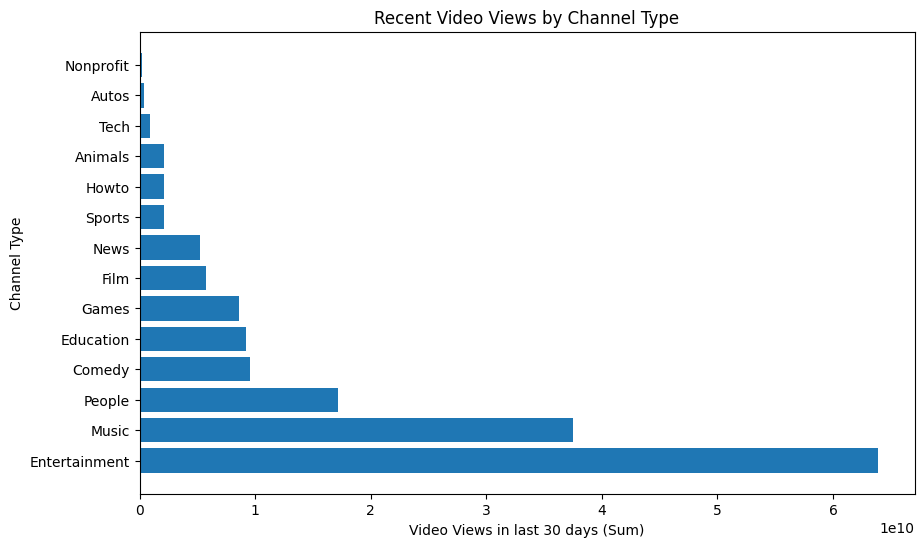 Recent Video Views by Channel Type
Nonprofit
Autos
Tech
Animals
Howto
Sports
News
Film
Games
Education
Comedy
People
Music
Entertainment
Channel Type
0 1 2 3 4 5 6
1e10
Video Views in last 30 days (Sum)